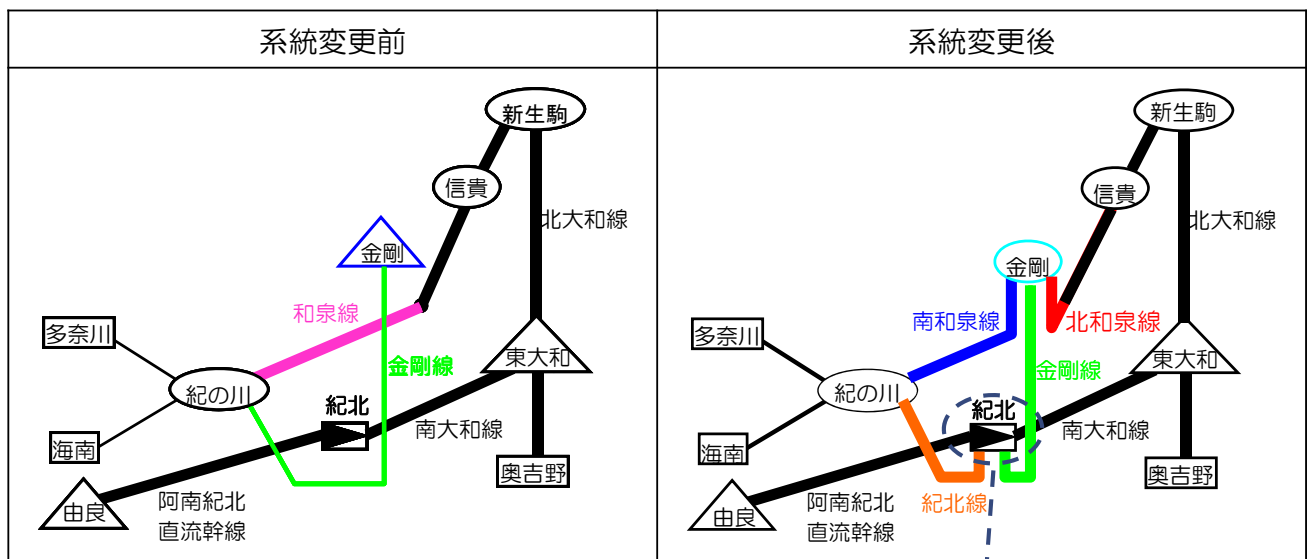 系統変更前
系統変更後
新生駒
信貴
北大和線
金剛
和泉線
多奈川
金剛線
東大和
紀の川
紀北
南大和線
海南
奥吉野
阿南紀北
直流幹線
由良
新生駒
信貴
北大和線
金剛
南和泉線
北和泉線
多奈川
東大和
金剛線
紀の川
紀北
南大和線
海南
奥吉野
阿南紀北
直流幹線
紀北線
由良